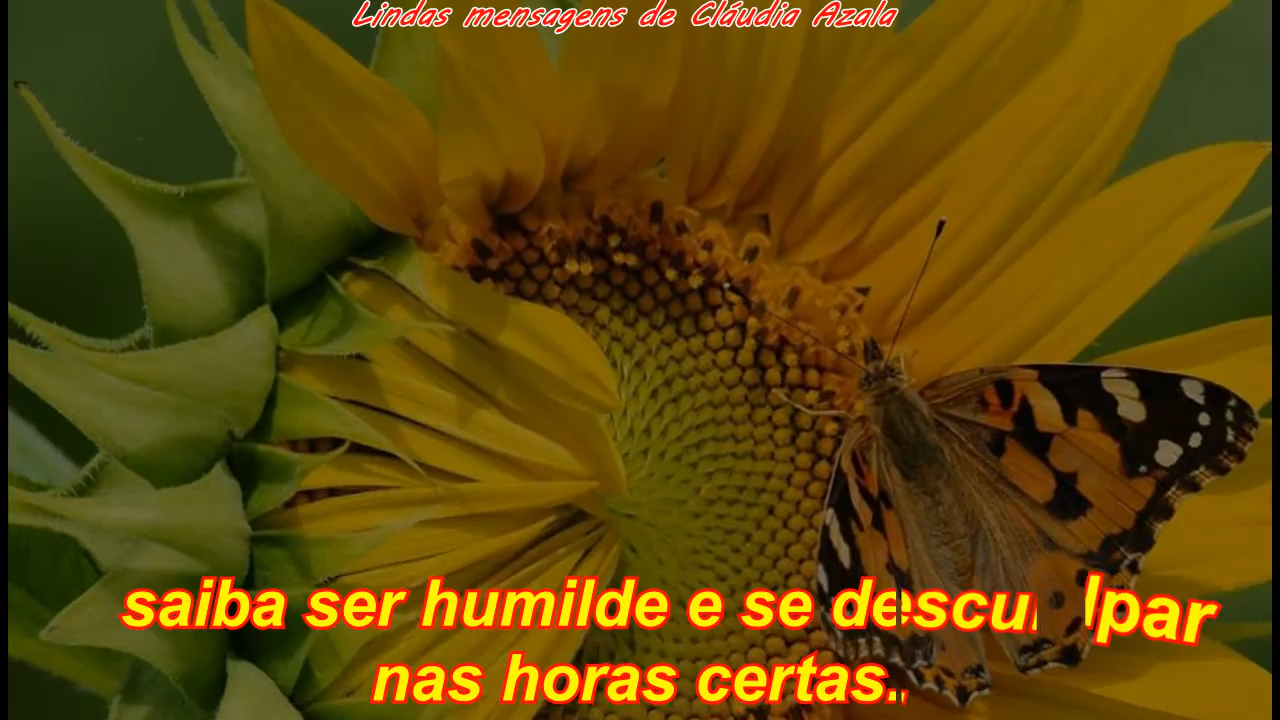 Lindas mensagens de Cláudia Azala
saiba ser humilde e se desculpar
nas horas certas.